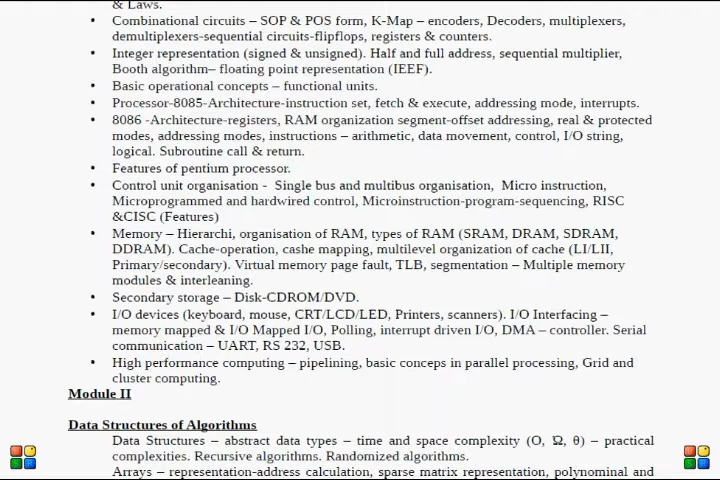 & Laws.
• Combinational circuits – SOP & POS form, K-Map – encoders, Decoders, multiplexers,
demultiplexers-sequential circuits-flipflops, registers & counters.
• Integer representation (signed & unsigned). Half and full address, sequential multiplier,
Booth algorithm– floating point representation (IEEF).
• Basic operational concepts – functional units.
• Processor-8085-Architecture-instruction set, fetch & execute, addressing mode, interrupts.
• 8086 -Architecture-registers, RAM organization segment-offset addressing, real & protected
modes, addressing modes, instructions – arithmetic, data movement, control, I/O string,
logical. Subroutine call & return.
• Features of pentium processor.
• Control unit organisation - Single bus and multibus organisation, Micro instruction,
Microprogrammed and hardwired control, Microinstruction-program-sequencing, RISC
&CISC (Features)
• Memory – Hierarchi, organisation of RAM, types of RAM (SRAM, DRAM, SDRAM,
DDRAM). Cache-operation, cashe mapping, multilevel organization of cache (LI/LII,
Primary/secondary). Virtual memory page fault, TLB, segmentation – Multiple memory
modules & interleaning.
• Secondary storage – Disk-CDROM/DVD.
• I/O devices (keyboard, mouse, CRT/LCD/LED, Printers, scanners). I/O Interfacing –
memory mapped & I/O Mapped I/O, Polling, interrupt driven I/O, DMA – controller. Serial
communication – UART, RS 232, USB.
• High performance computing – pipelining, basic conceps in parallel processing, Grid and
cluster computing.
Module II
Data Structures of Algorithms
Data Structures – abstract data types – time and space complexity (O, Ω, θ) – practical
complexities. Recursive algorithms. Randomized algorithms.
Arrays – representation-address calculation, sparse matrix representation, polynomial and